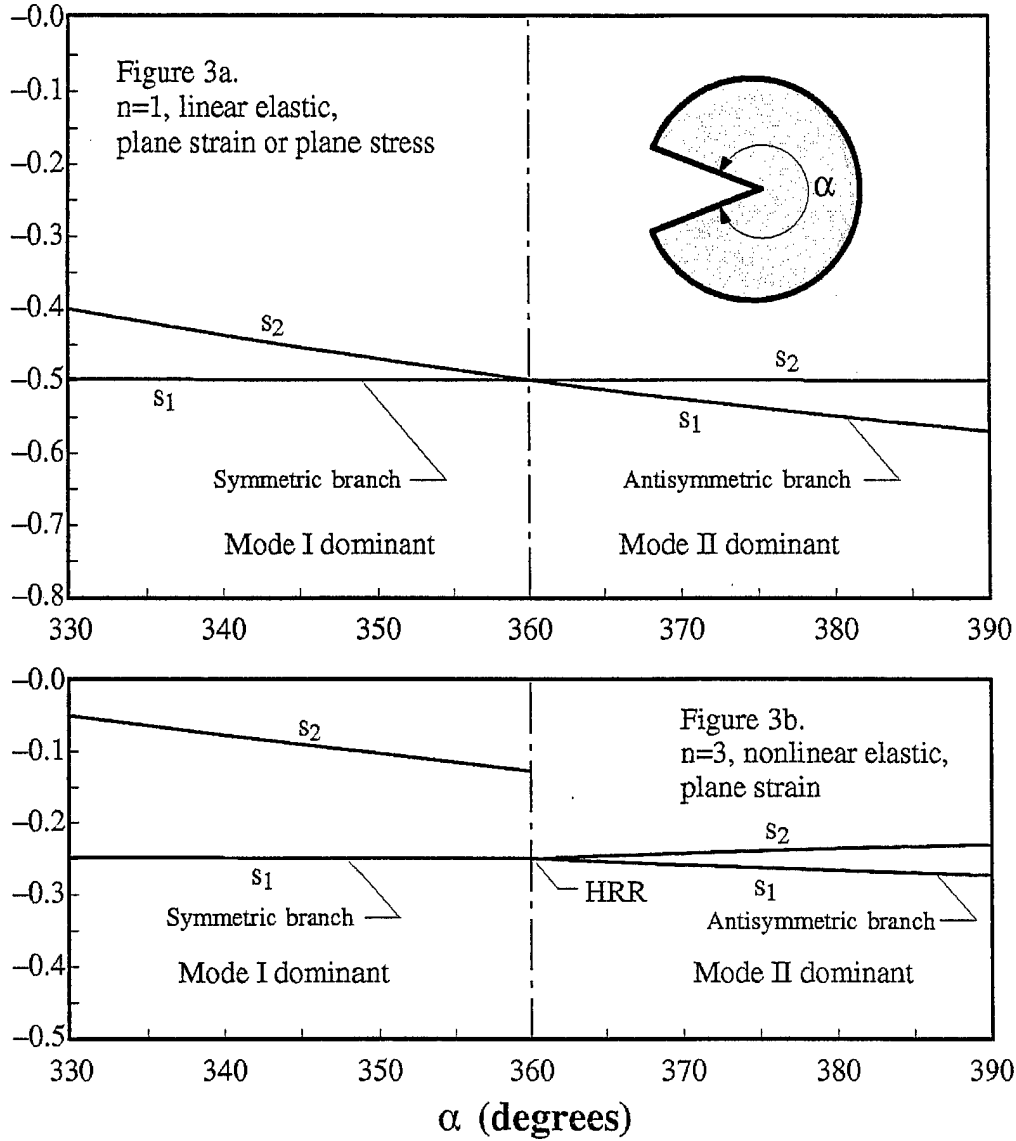 −0.0
Figure 3a.
n=1, linear elastic,
plane strain or plane stress
−0.1
−0.2
α
−0.3
−0.4
s2
s2
−0.5
s1
s1
−0.6
Symmetric branch
Antisymmetric branch
−0.7
Mode I dominant
Mode II dominant
−0.8
330 340 350 360 370 380 390
−0.0
s2
Figure 3b.
n=3, nonlinear elastic,
plane strain
−0.1
−0.2
s2
s1
HRR
s1
−0.3
Symmetric branch
Antisymmetric branch
Mode I dominant
Mode II dominant
−0.4
−0.5
330 340 350 360 370 380 390
α (degrees)